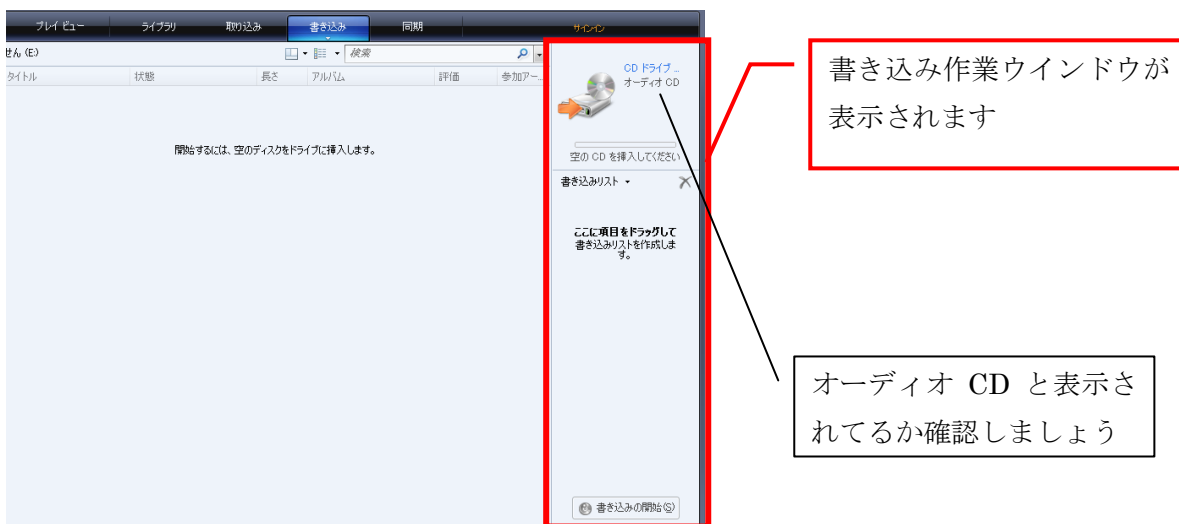 プレイ ビュー ライブラリ 取り込み 書き込み 同期 サインイン
せん (E:) 検索
タイトル 状態 長さ アルバム 評価 参加アー...
開始するには、空のディスクをドライブに挿入します。
CD ドライブ ...
オーディオ CD
空の CD を挿入してください
書き込みリスト
ここに項目をドラッグして
書き込みリストを作成しま
す。
書き込みの開始(S)
書き込み作業ウインドウが
表示されます
オーディオ CD と表示さ
れてるか確認しましょう